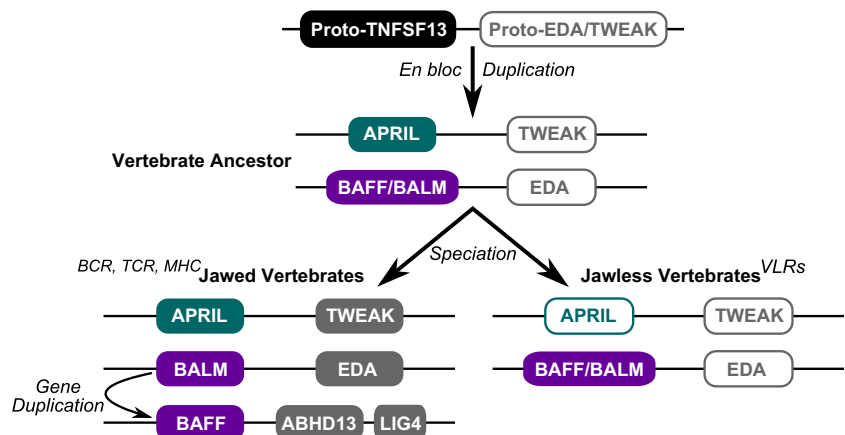 Proto-TNFSF13 Proto-EDA/TWEAK
En bloc Duplication
APRIL TWEAK
Vertebrate Ancestor
BAFF/BALM EDA
Speciation
BCR, TCR, MHC Jawed Vertebrates
Jawless Vertebrates VLRs
APRIL TWEAK
APRIL TWEAK
BALM EDA
BAFF/BALM EDA
Gene
Duplication
BAFF ABHD13 LIG4